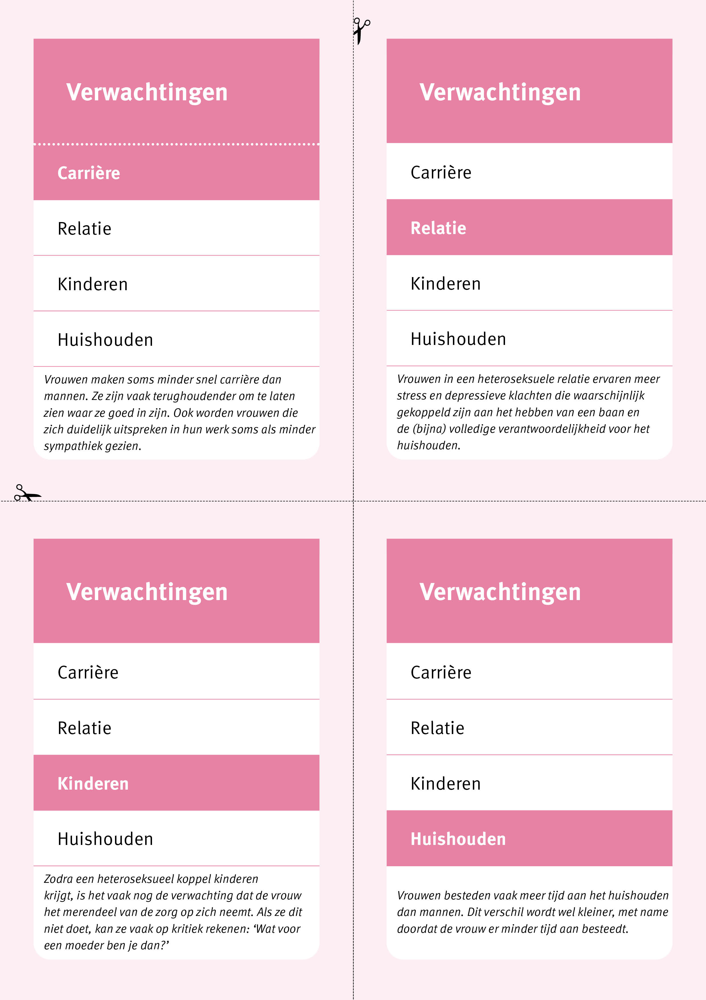 Verwachtingen
Carrière
Relatie
Kinderen
Huishouden
Vrouwen maken soms minder snel carrière dan
mannen. Ze zijn vaak terughoudender om te laten
zien waar ze goed in zijn. Ook worden vrouwen die
zich duidelijk uitspreken in hun werk soms als minder
sympathiek gezien.
Verwachtingen
Carrière
Relatie
Kinderen
Huishouden
Vrouwen in een heteroseksuele relatie ervaren meer
stress en depressieve klachten die waarschijnlijk
gekoppeld zijn aan het hebben van een baan en
de (bijna) volledige verantwoordelijkheid voor het
huishouden.
Verwachtingen
Carrière
Relatie
Kinderen
Huishouden
Zodra een heteroseksueel koppel kinderen
krijgt, is het vaak nog de verwachting dat de vrouw
het merendeel van de zorg op zich neemt. Als ze dit
niet doet, kan ze vaak op kritiek rekenen: ‘Wat voor
een moeder ben je dan?’
Verwachtingen
Carrière
Relatie
Kinderen
Huishouden
Vrouwen besteden vaak meer tijd aan het huishouden
dan mannen. Dit verschil wordt wel kleiner, met name
doordat de vrouw er minder tijd aan besteedt.